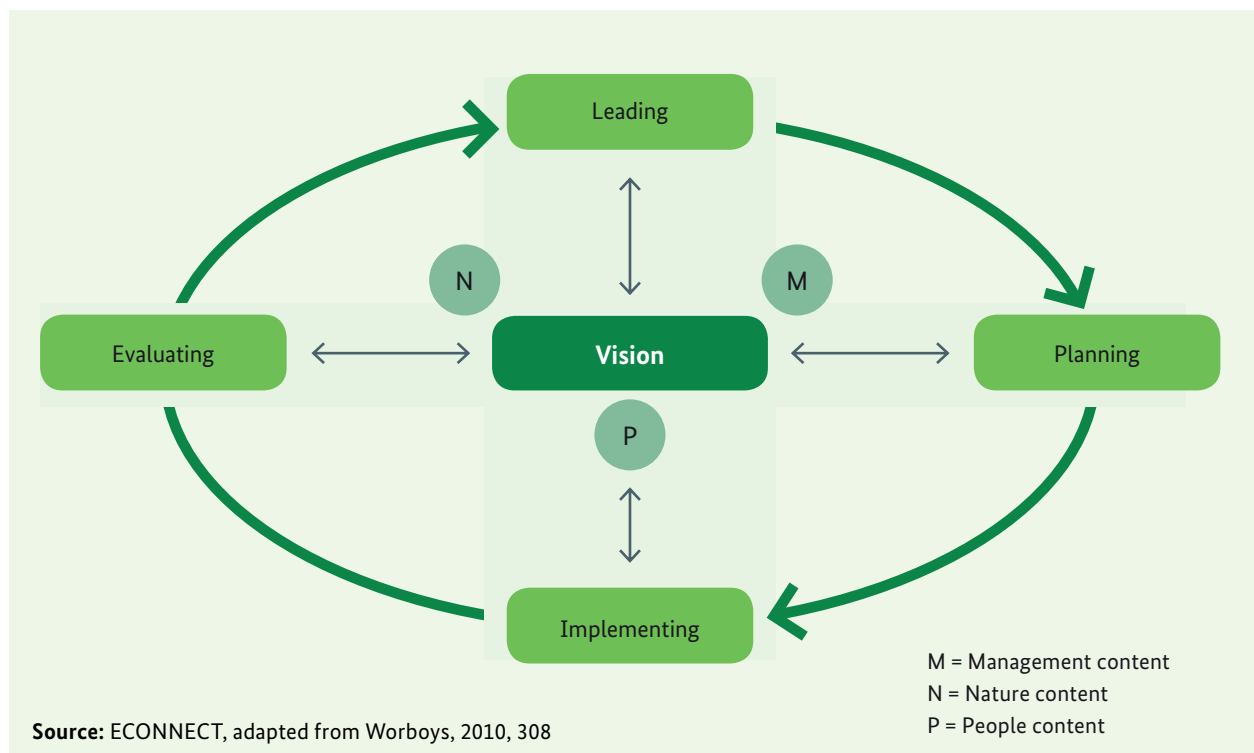 Leading
N
M
Evaluating
Vision
Planning
P
Implementing
M = Management content
N = Nature content
P = People content
Source: ECONNECT, adapted from Worboys, 2010, 308